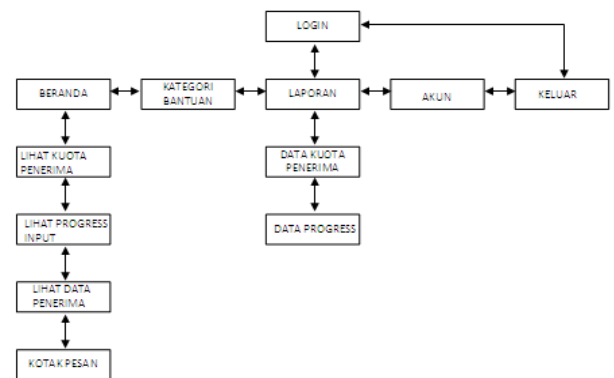 LOGIN
BERANDA
KATEGORI
BANTUAN
LAPORAN
AKUN
KELUAR
LIHAT KUOTA
PENERIMA
DATA KUOTA
PENERIMA
LIHAT PROGRESS
INPUT
DATA PROGRESS
LIHAT DATA
PENERIMA
KOTAK PESAN